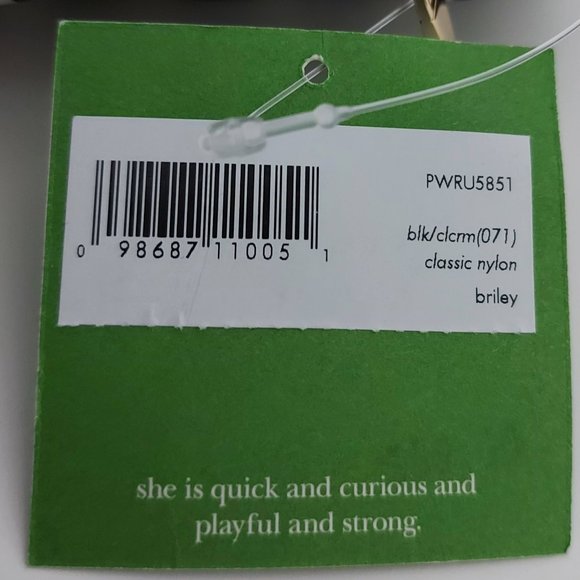 PWRU5851
blk/clcrm(071)
classic nylon
briley
0 98687 11005 1
she is quick and curious and
playful and strong.